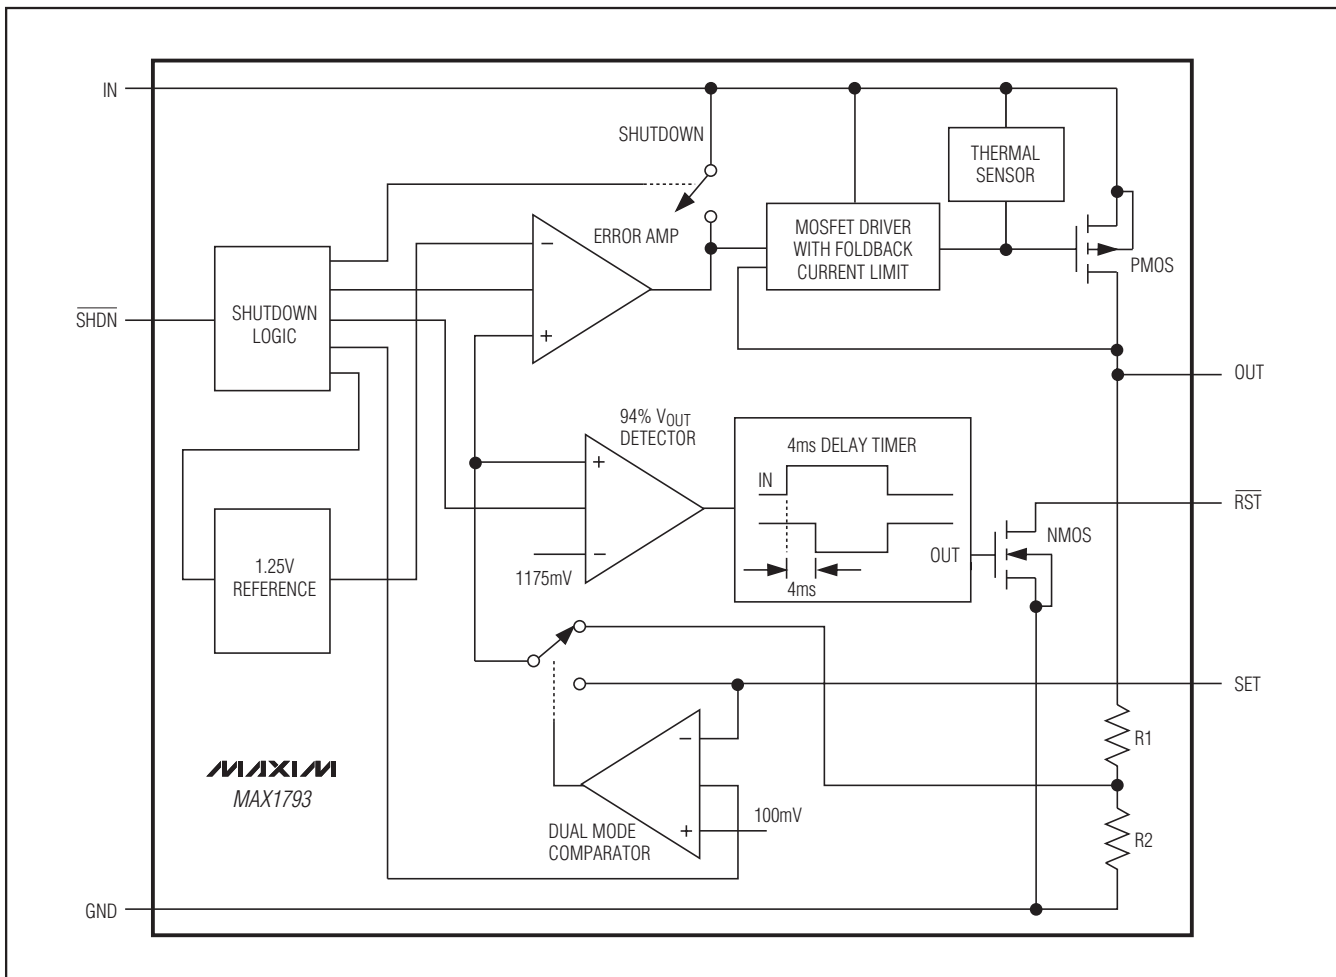 IN
SHUTDOWN
THERMAL
SENSOR
ERROR AMP
−
+
MOSFET DRIVER
WITH FOLDBACK
CURRENT LIMIT
PMOS
SHDN
SHUTDOWN
LOGIC
OUT
94% VOUT
DETECTOR
+
−
1175mV
4ms DELAY TIMER
IN
OUT
4ms
RST
NMOS
1.25V
REFERENCE
SET
−
+
100mV
R1
R2
MAXIM
MAX1793
DUAL MODE
COMPARATOR
GND